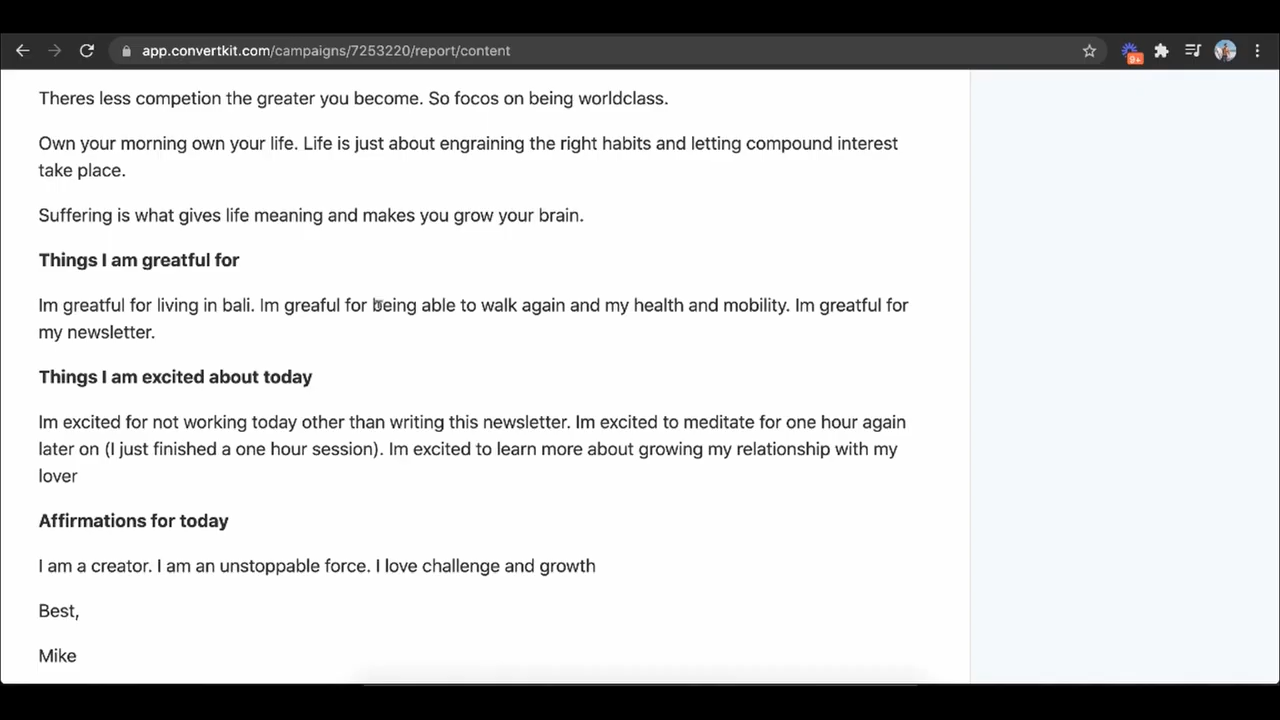 app.convertkit.com/campaigns/7253220/report/content
9+
Theres less competion the greater you become. So focos on being worldclass.
Own your morning own your life. Life is just about engraining the right habits and letting compound interest
take place.
Suffering is what gives life meaning and makes you grow your brain.
Things I am greatful for
Im greatful for living in bali. Im greaful for being able to walk again and my health and mobility. Im greatful for
my newsletter.
Things I am excited about today
Im excited for not working today other than writing this newsletter. Im excited to meditate for one hour again
later on (I just finished a one hour session). Im excited to learn more about growing my relationship with my
lover
Affirmations for today
I am a creator. I am an unstoppable force. I love challenge and growth
Best,
Mike